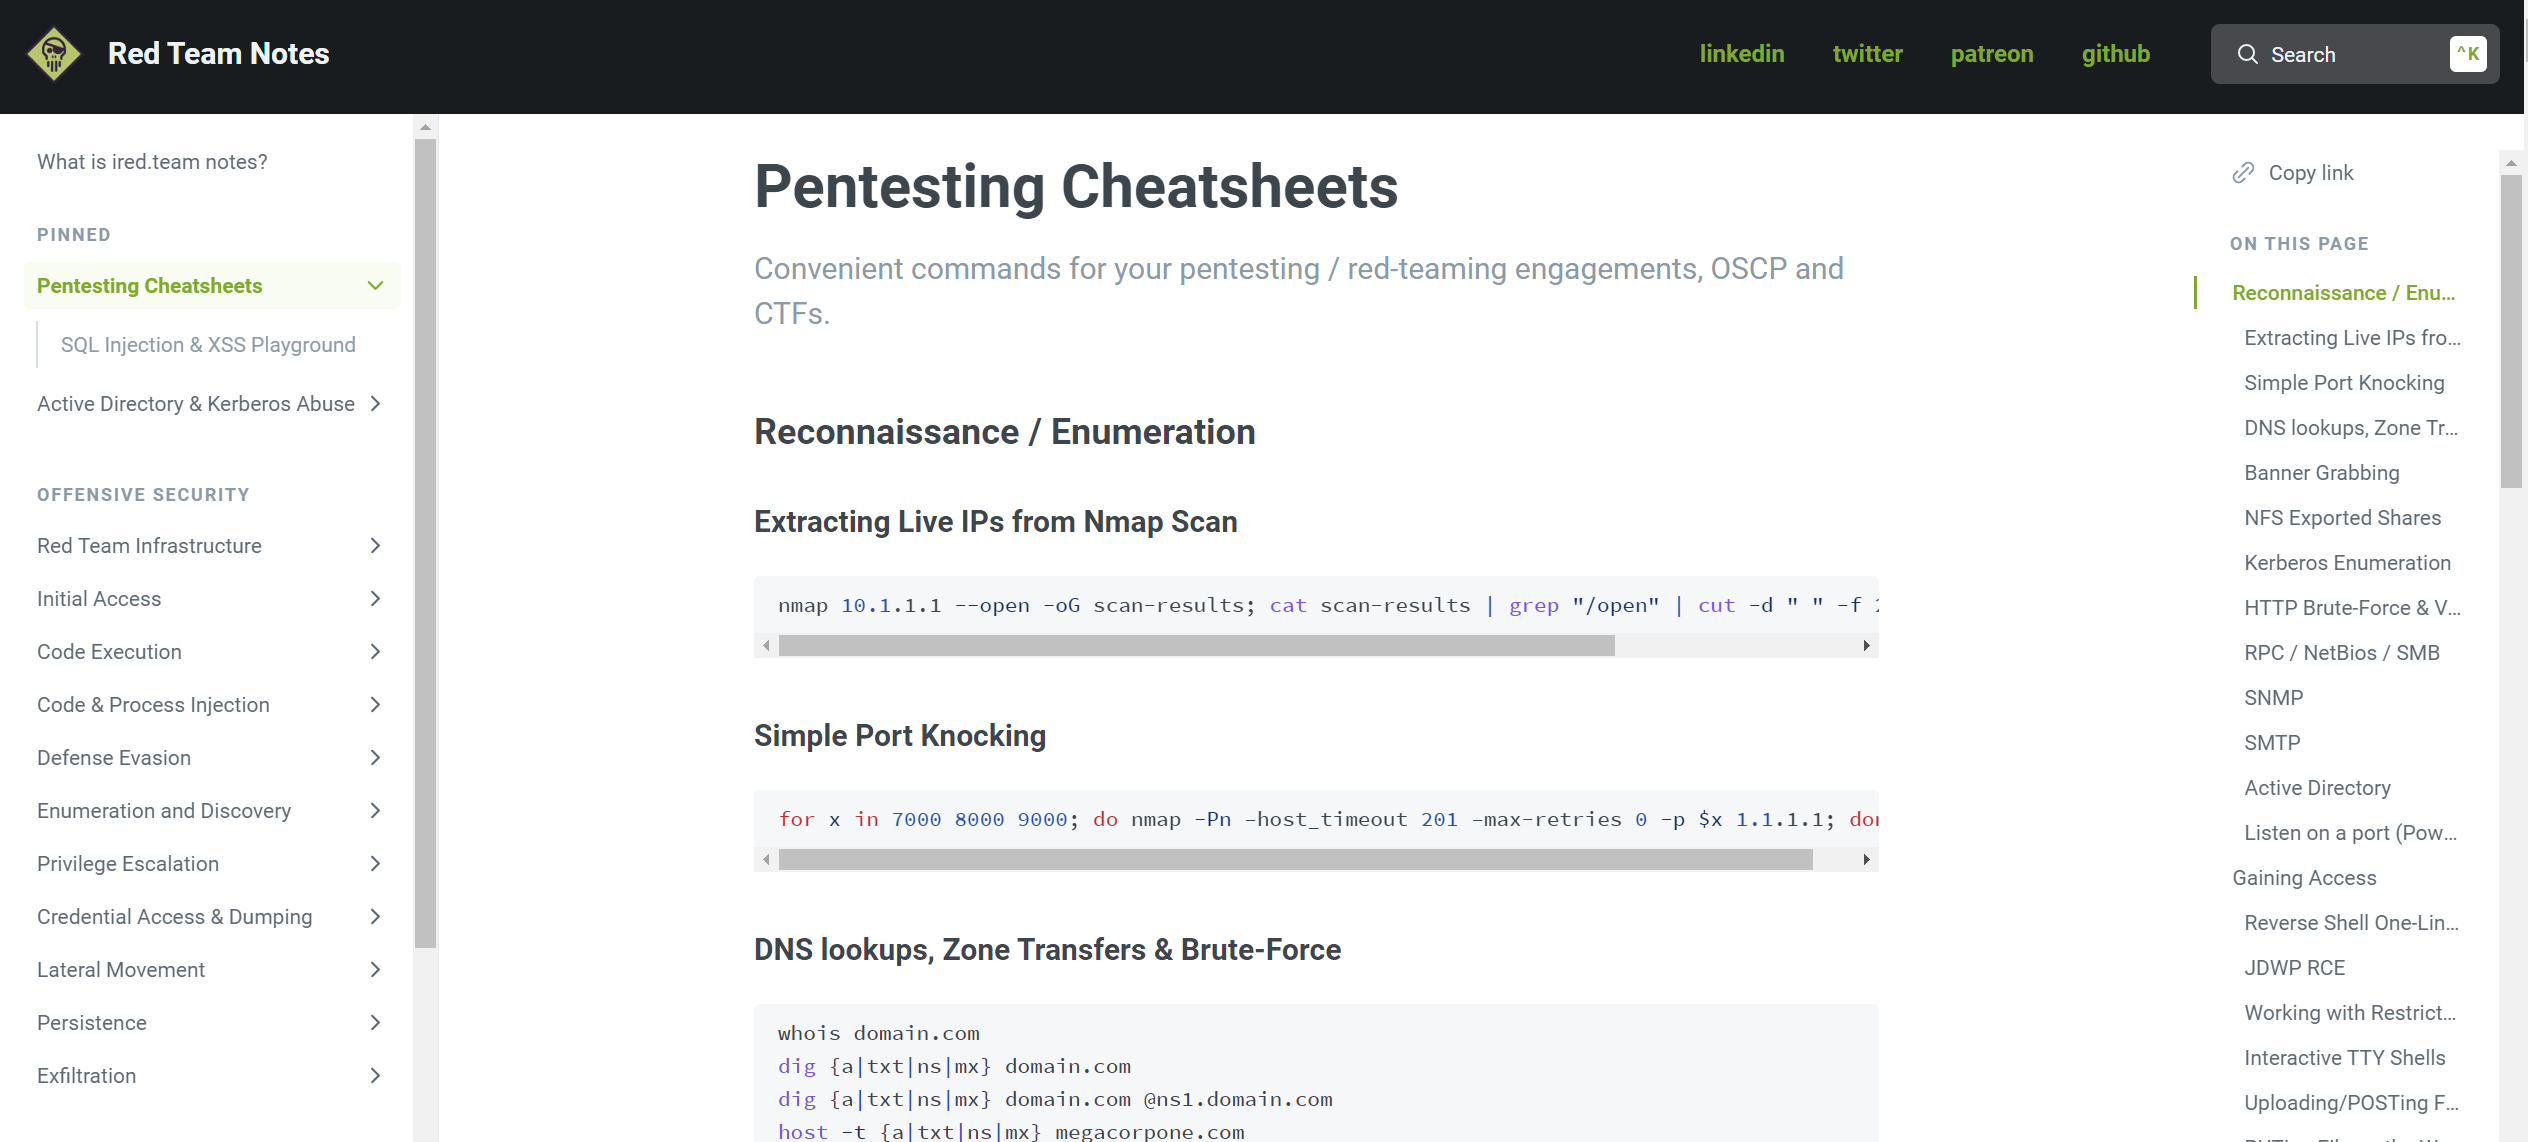 Red Team Notes
linkedin twitter patreon github
Search ^K
What is ired.team notes?
PINNED
Pentesting Cheatsheets
SQL Injection & XSS Playground
Active Directory & Kerberos Abuse
OFFENSIVE SECURITY
Red Team Infrastructure
Initial Access
Code Execution
Code & Process Injection
Defense Evasion
Enumeration and Discovery
Privilege Escalation
Credential Access & Dumping
Lateral Movement
Persistence
Exfiltration
Pentesting Cheatsheets
Convenient commands for your pentesting / red-teaming engagements, OSCP and
CTFs.
Reconnaissance / Enumeration
Extracting Live IPs from Nmap Scan
nmap 10.1.1.1 --open -oG scan-results; cat scan-results | grep "/open" | cut -d " " -f
Simple Port Knocking
for x in 7000 8000 9000; do nmap -Pn -host_timeout 201 -max-retries 0 -p $x 1.1.1.1;
DNS lookups, Zone Transfers & Brute-Force
whois domain.com
dig {a|txt|ns|mx} domain.com
dig {a|txt|ns|mx} domain.com @ns1.domain.com
host -t {a|txt|ns|mx} megacorpone.com
Copy link
ON THIS PAGE
Reconnaissance / Enu...
Extracting Live IPs fro...
Simple Port Knocking
DNS lookups, Zone Tr...
Banner Grabbing
NFS Exported Shares
Kerberos Enumeration
HTTP Brute-Force & V...
RPC / NetBios / SMB
SNMP
SMTP
Active Directory
Listen on a port (Pow...
Gaining Access
Reverse Shell One-Lin...
JDWP RCE
Working with Restrict...
Interactive TTY Shells
Uploading/POSTing F...